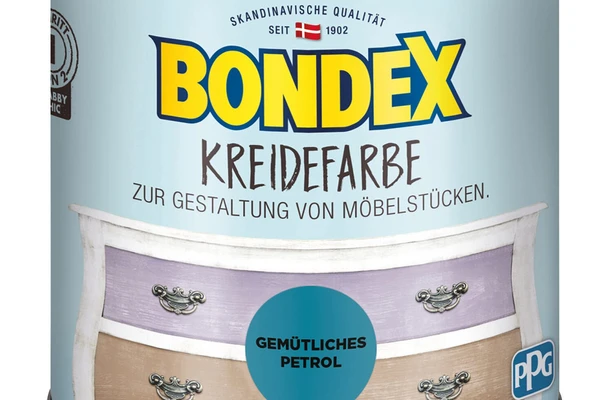 SKANDINAVISCHE QUALITÄT
SEIT 1902
BONDEX
KREIDEFARBE
ZUR GESTALTUNG VON MÖBELSTÜCKEN.
GEMÜTLICHES
PETROL
PPG